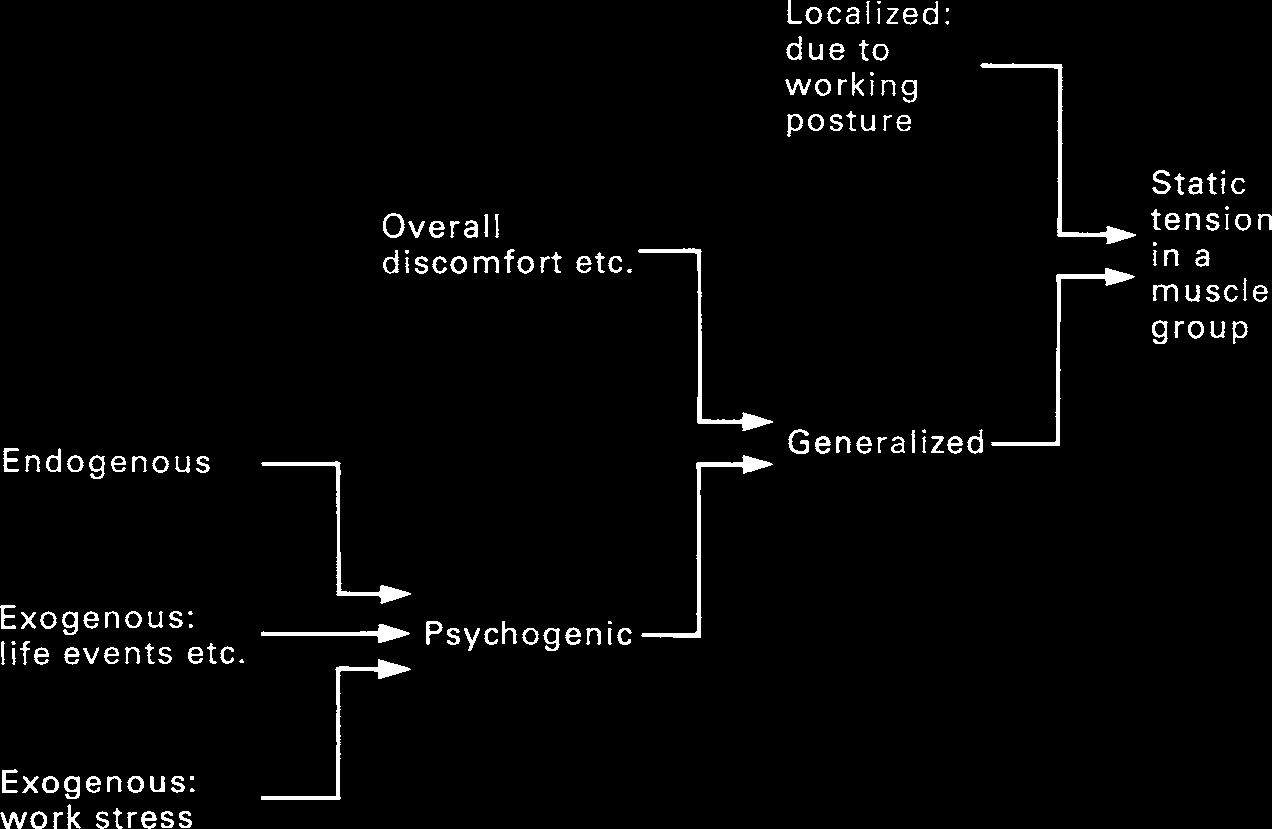 Localized:
due to
working
posture
Static
tension
in a
muscle
group
Overall
discomfort etc.
Generalized
Endogenous
Exogenous:
life events etc.
Psychogenic
Exogenous:
work stress